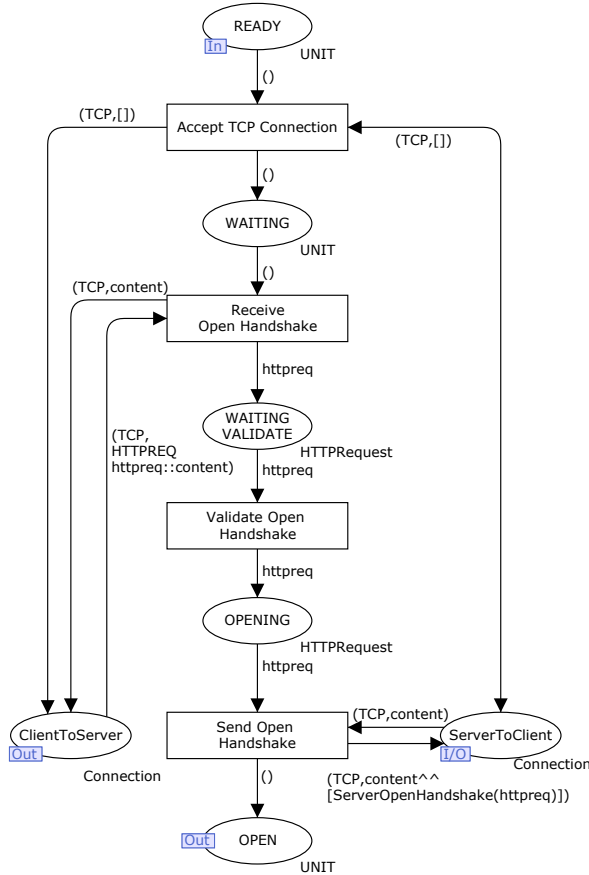 READY
In
UNIT
()
(TCP,[])
Accept TCP Connection
(TCP,[])
()
WAITING
UNIT
()
(TCP,content)
Receive
Open Handshake
httpreq
WAITING
VALIDATE
HTTPRequest
(TCP,
HTTPREQ
httpreq::content)
httpreq
Validate Open
Handshake
httpreq
OPENING
HTTPRequest
httpreq
ClientToServer
Out
Connection
Send Open
Handshake
(TCP,content)
ServerToClient
I/O
Connection
()
(TCP,content^^
[ServerOpenHandshake(httpreq)])
Out
OPEN
UNIT